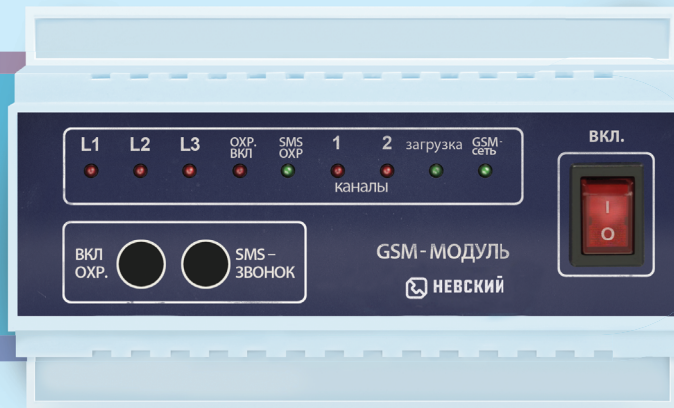 L1 L2 L3 ОХР. ВКЛ SMS ОХР 1 2 загрузка GSM-сеть
каналы
ВКЛ.
I
O
ВКЛ ОХР.
SMS – ЗВОНОК
GSM - МОДУЛЬ
НЕВСКИЙ